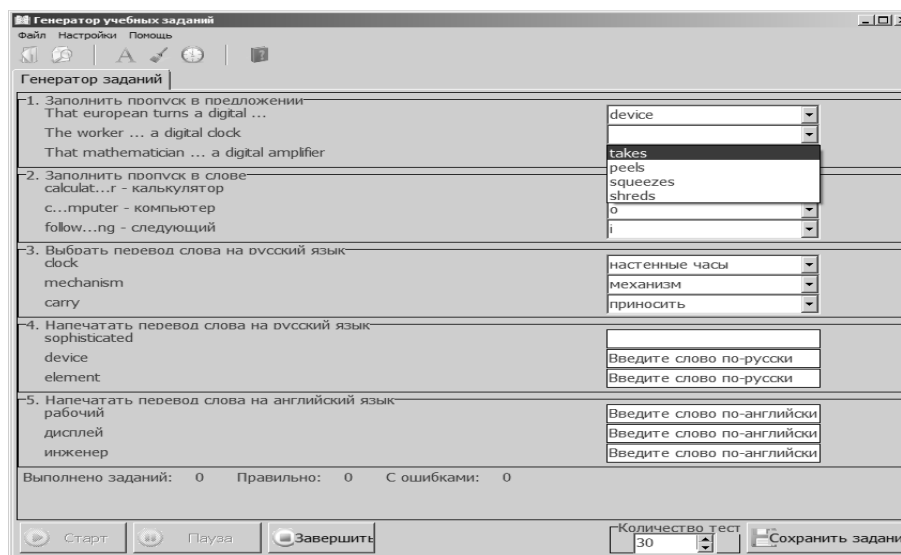 Генератор учебных заданий
Файл Настройки Помощь
Генератор заданий
1. Заполнить пропуск в предложении
That european turns a digital ... device
The worker ... a digital clock
That mathematician ... a digital amplifier takes
peels
squeezes
shreds
2. Заполнить пропуск в слове
calculat...r - калькулятор
c...mputer - компьютер o
follow...ng - следующий i
3. Выбрать перевод слова на русский язык
clock настенные часы
mechanism механизм
carry приносить
4. Напечатать перевод слова на русский язык
sophisticated
device Введите слово по-русски
element Введите слово по-русски
5. Напечатать перевод слова на английский язык
рабочий Введите слово по-английски
дисплей Введите слово по-английски
инженер Введите слово по-английски
Выполнено заданий: 0 Правильно: 0 С ошибками: 0
Старт Пауза Завершить Количество тест 30 Сохранить задани